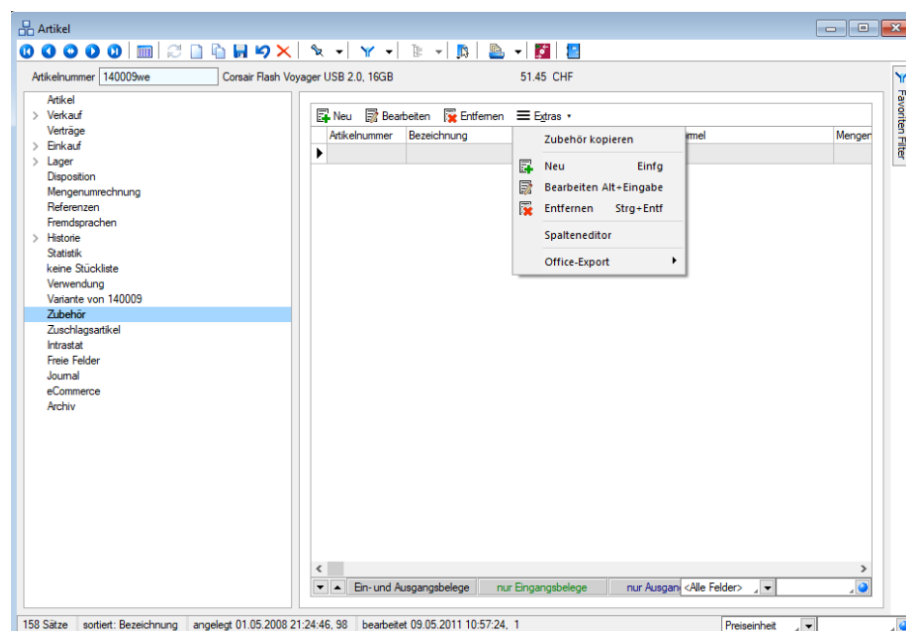 Artikel
Artikelnummer 140009we Corsair Flash Voyager USB 2.0, 16GB 51.45 CHF
Favoriten Filter
Artikel
Verkauf
Verträge
Einkauf
Lager
Disposition
Mengenumrechnung
Referenzen
Fremdsprachen
Historie
Statistik
keine Stückliste
Verwendung
Variante von 140009
Zubehör
Zuschlagsartikel
Intrastat
Freie Felder
Journal
eCommerce
Archiv
Neu Bearbeiten Entfernen Extras
Artikelnummer Bezeichnung Mengen
Zubehör kopieren
Neu Einfg
Bearbeiten Alt+Eingabe
Entfernen Strg+Entf
Spalteneditor
Office-Export
Ein- und Ausgangsbelege nur Eingangsbelege nur Ausgan <Alle Felder>
158 Sätze sortiert: Bezeichnung angelegt 01.05.2008 21:24:46, 98 bearbeitet 09.05.2011 10:57:24, 1 Preiseinheit